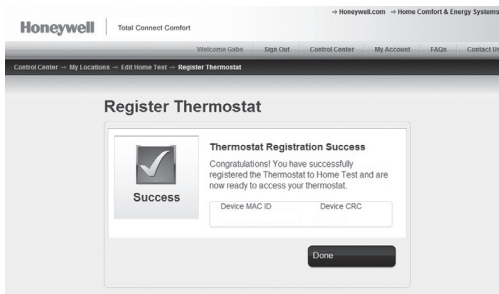 → Honeywell.com → Home Comfort & Energy Systems
Honeywell Total Connect Comfort
Welcome Gabe Sign Out Control Center My Account FAQs Contact Us
Control Center → My Locations → Edit Home Test → Register Thermostat
Register Thermostat
Thermostat Registration Success
Congratulations! You have successfully
registered the Thermostat to Home Test and are
now ready to access your thermostat.
Success
Device MAC ID Device CRC
Done